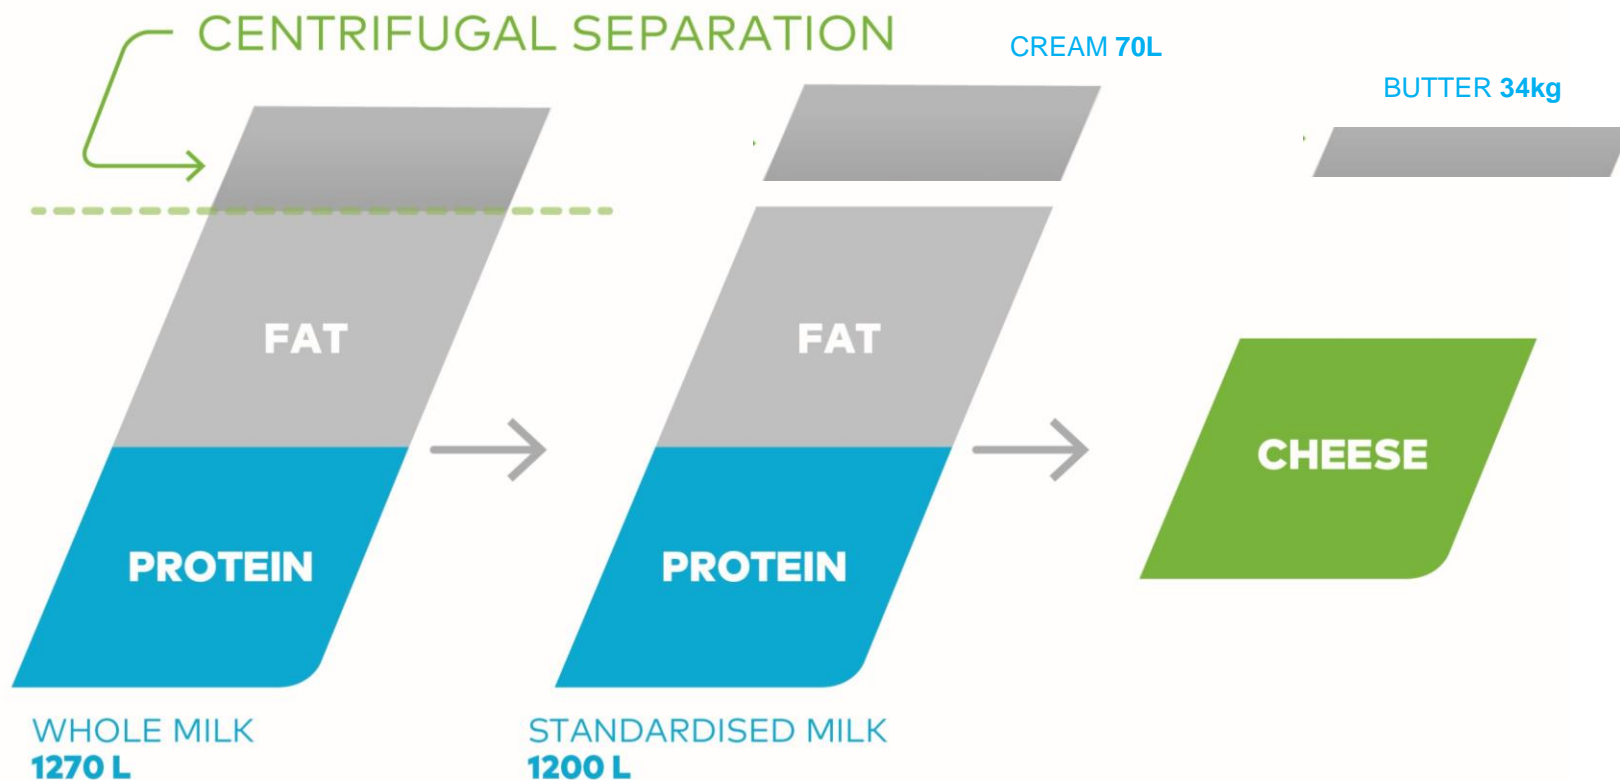 CENTRIFUGAL SEPARATION
CREAM 70L
BUTTER 34kg
FAT
FAT
CHEESE
PROTEIN
PROTEIN
WHOLE MILK
1270 L
STANDARDISED MILK
1200 L